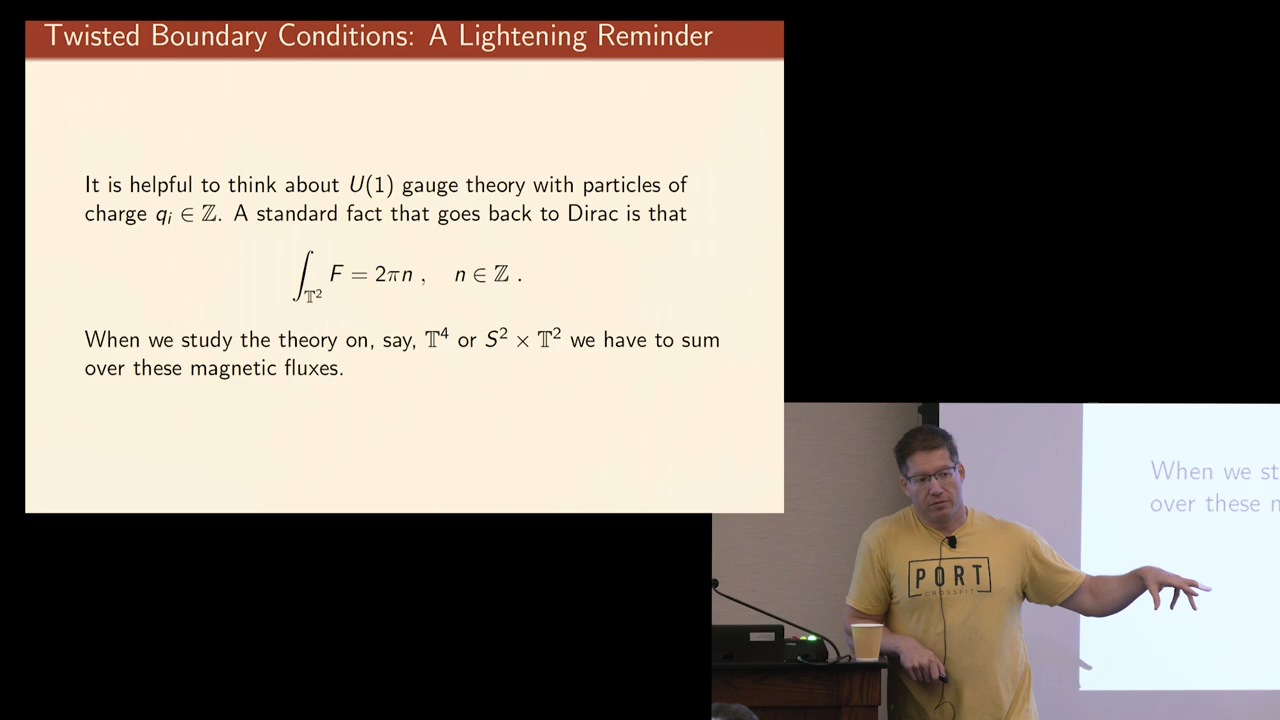 Twisted Boundary Conditions: A Lightening Reminder
It is helpful to think about U(1) gauge theory with particles of
charge qᵢ ∈ ℤ. A standard fact that goes back to Dirac is that
∫_𝕋² F = 2πn , n ∈ ℤ .
When we study the theory on, say, 𝕋⁴ or S² × 𝕋² we have to sum
over these magnetic fluxes.
When we st
over these m
PORT
CROSSFIT